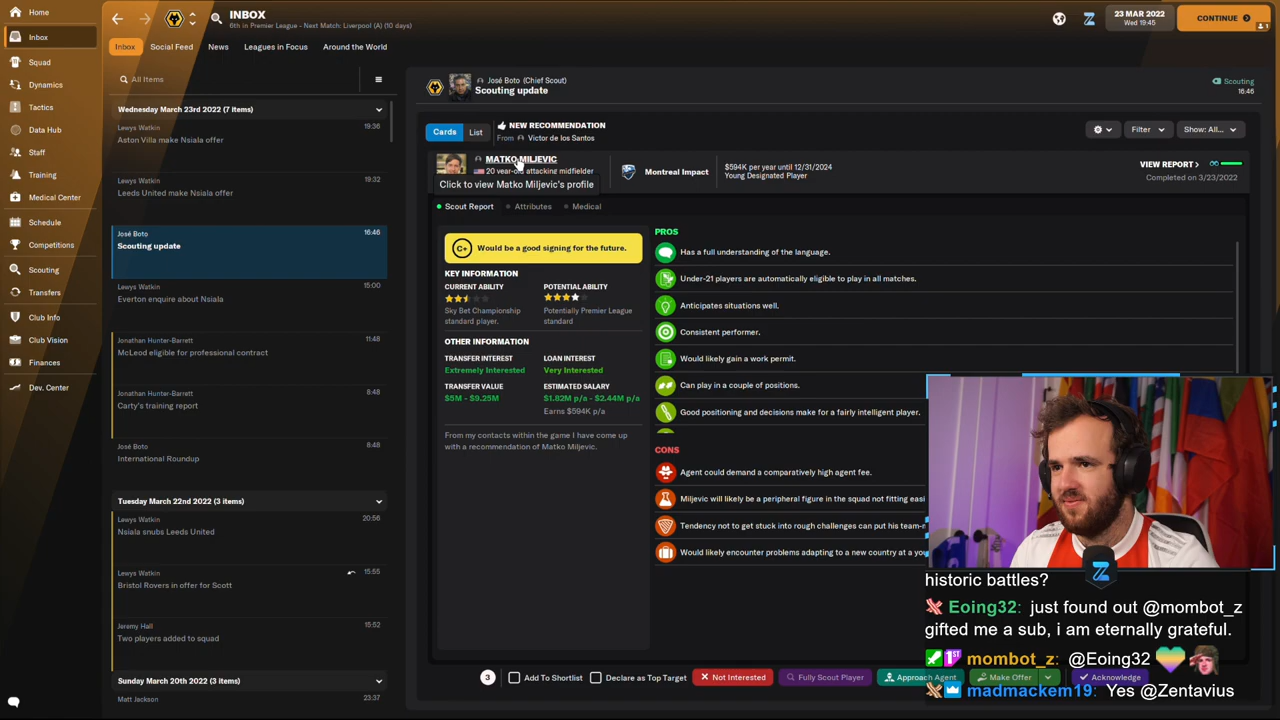 Home
Inbox
Squad
Dynamics
Tactics
Data Hub
Staff
Training
Medical Center
Schedule
Competitions
Scouting
Transfers
Club Info
Club Vision
Finances
Dev. Center
INBOX
6th in Premier League - Next Match: Liverpool (A) (10 days)
23 MAR 2022
Wed 19:45
CONTINUE
1
Inbox
Social Feed
News
Leagues in Focus
Around the World
All Items
Wednesday March 23rd 2022 (7 items)
Lewys Watkin 19:36
Aston Villa make Nsiala offer
Lewys Watkin 19:32
Leeds United make Nsiala offer
José Boto 16:46
Scouting update
Lewys Watkin 15:00
Everton enquire about Nsiala
Jonathan Hunter-Barrett 11:48
McLeod eligible for professional contract
Jonathan Hunter-Barrett 8:48
Carty's training report
José Boto 8:48
International Roundup
Tuesday March 22nd 2022 (3 items)
Lewys Watkin 20:56
Nsiala snubs Leeds United
Lewys Watkin 15:55
Bristol Rovers in offer for Scott
Jeremy Hall 15:52
Two players added to squad
Sunday March 20th 2022 (3 items)
Matt Jackson 23:37
José Boto (Chief Scout)
Scouting update
Scouting
16:46
Cards
List
NEW RECOMMENDATION
From Victor de los Santos
Filter
Show: All...
MATKO MILJEVIC
20 year-old attacking midfielder
Click to view Matko Miljevic's profile
Montreal Impact
$594K per year until 12/31/2024
Young Designated Player
VIEW REPORT >
Completed on 3/23/2022
Scout Report
Attributes
Medical
C+
Would be a good signing for the future.
KEY INFORMATION
CURRENT ABILITY
Sky Bet Championship
standard player.
POTENTIAL ABILITY
Potentially Premier League
standard
OTHER INFORMATION
TRANSFER INTEREST
Extremely Interested
LOAN INTEREST
Very Interested
TRANSFER VALUE
$5M - $9.25M
ESTIMATED SALARY
$1.82M p/a - $2.44M p/a
Earns $594K p/a
From my contacts within the game I have come up
with a recommendation of Matko Miljevic.
PROS
Has a full understanding of the language.
Under-21 players are automatically eligible to play in all matches.
Anticipates situations well.
Consistent performer.
Would likely gain a work permit.
Can play in a couple of positions.
Good positioning and decisions make for a fairly intelligent player.
CONS
Agent could demand a comparatively high agent fee.
Miljevic will likely be a peripheral figure in the squad not fitting easi
Tendency not to get stuck into rough challenges can put his team-
Would likely encounter problems adapting to a new country at a you
3
Add To Shortlist
Declare as Top Target
Not Interested
Fully Scout Player
Approach Agent
Make Offer
Acknowledge
historic battles?
Eoing32: just found out @mombot_z
gifted me a sub, i am eternally grateful.
1ST mombot_z: @Eoing32
madmackem19: Yes @Zentavius